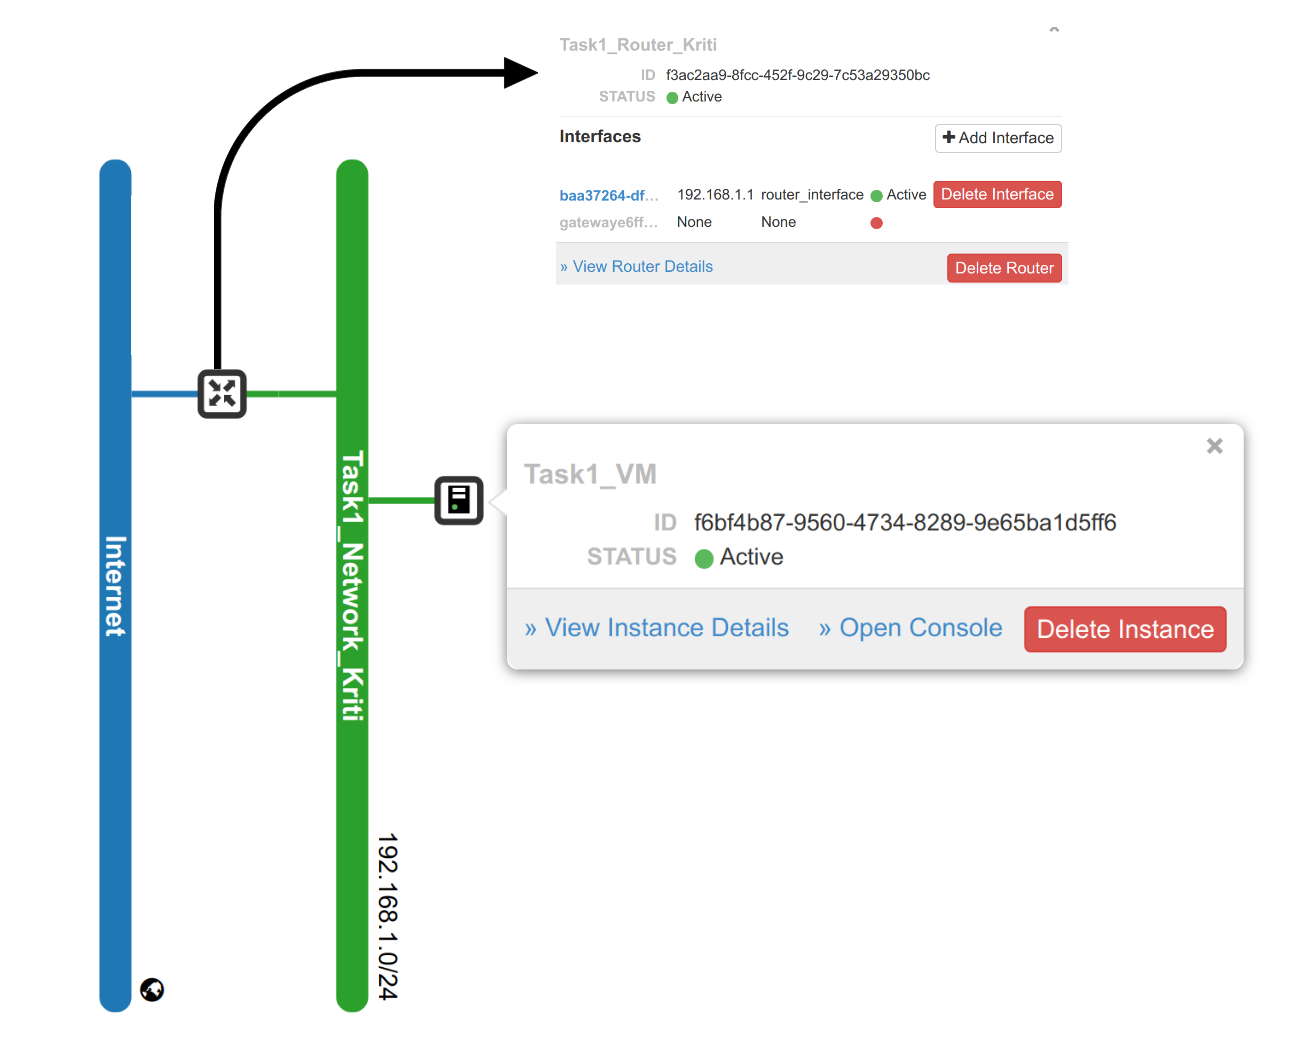 Task1_Router_Kriti
ID f3ac2aa9-8fcc-452f-9c29-7c53a29350bc
STATUS Active
Interfaces
Add Interface
baa37264-df… 192.168.1.1 router_interface Active Delete Interface
gatewaye6ff… None None
» View Router Details
Delete Router
Internet
Task1_Network_Kriti
192.168.1.0/24
Task1_VM
ID f6bf4b87-9560-4734-8289-9e65ba1d5ff6
STATUS Active
» View Instance Details » Open Console Delete Instance